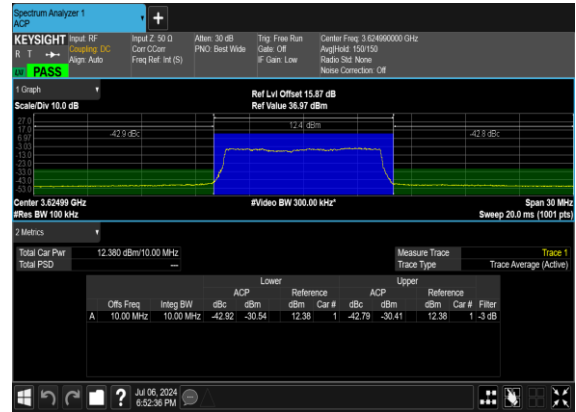 Spectrum Analyzer 1
ACP
+
KEYSIGHT Input: RF Input Z: 50 Ω Atten: 30 dB Trig: Free Run Center Freq: 3.624990000 GHz
R T Coupling: DC Corr CCorr PNO: Best Wide Gate: Off Avg|Hold: 150/150
Align: Auto Freq Ref: Int (S) IF Gain: Low Radio Std: None
Noise Correction: Off
LXI PASS
1 Graph
Scale/Div 10.0 dB
Ref Lvl Offset 15.87 dB
Ref Value 36.97 dBm
27.0
17.0
6.97
-3.03
-13.0
-23.0
-33.0
-43.0
-53.0
-42.9 dBc
12.4 dBm
-42.8 dBc
Center 3.62499 GHz #Video BW 300.00 kHz* Span 30 MHz
#Res BW 100 kHz Sweep 20.0 ms (1001 pts)
2 Metrics
Total Car Pwr 12.380 dBm/10.00 MHz Measure Trace Trace 1
Total PSD --- Trace Type Trace Average (Active)
Lower Upper
ACP Reference ACP Reference
Offs Freq Integ BW dBc dBm dBm Car # dBc dBm dBm Car # Filter
A 10.00 MHz 10.00 MHz -42.92 -30.54 12.38 1 -42.79 -30.41 12.38 1 -3 dB
?
Jul 06, 2024
6:52:36 PM